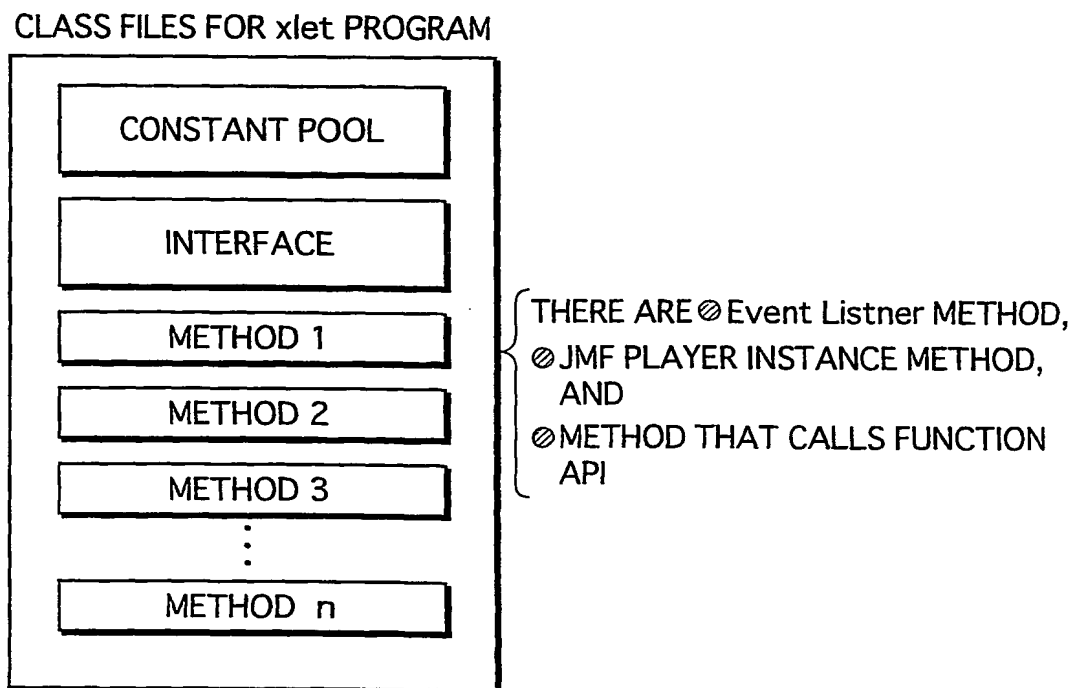 CLASS FILES FOR xlet PROGRAM
CONSTANT POOL
INTERFACE
METHOD 1
METHOD 2
METHOD 3
METHOD n
THERE ARE Event Listner METHOD,
JMF PLAYER INSTANCE METHOD,
AND
METHOD THAT CALLS FUNCTION
API